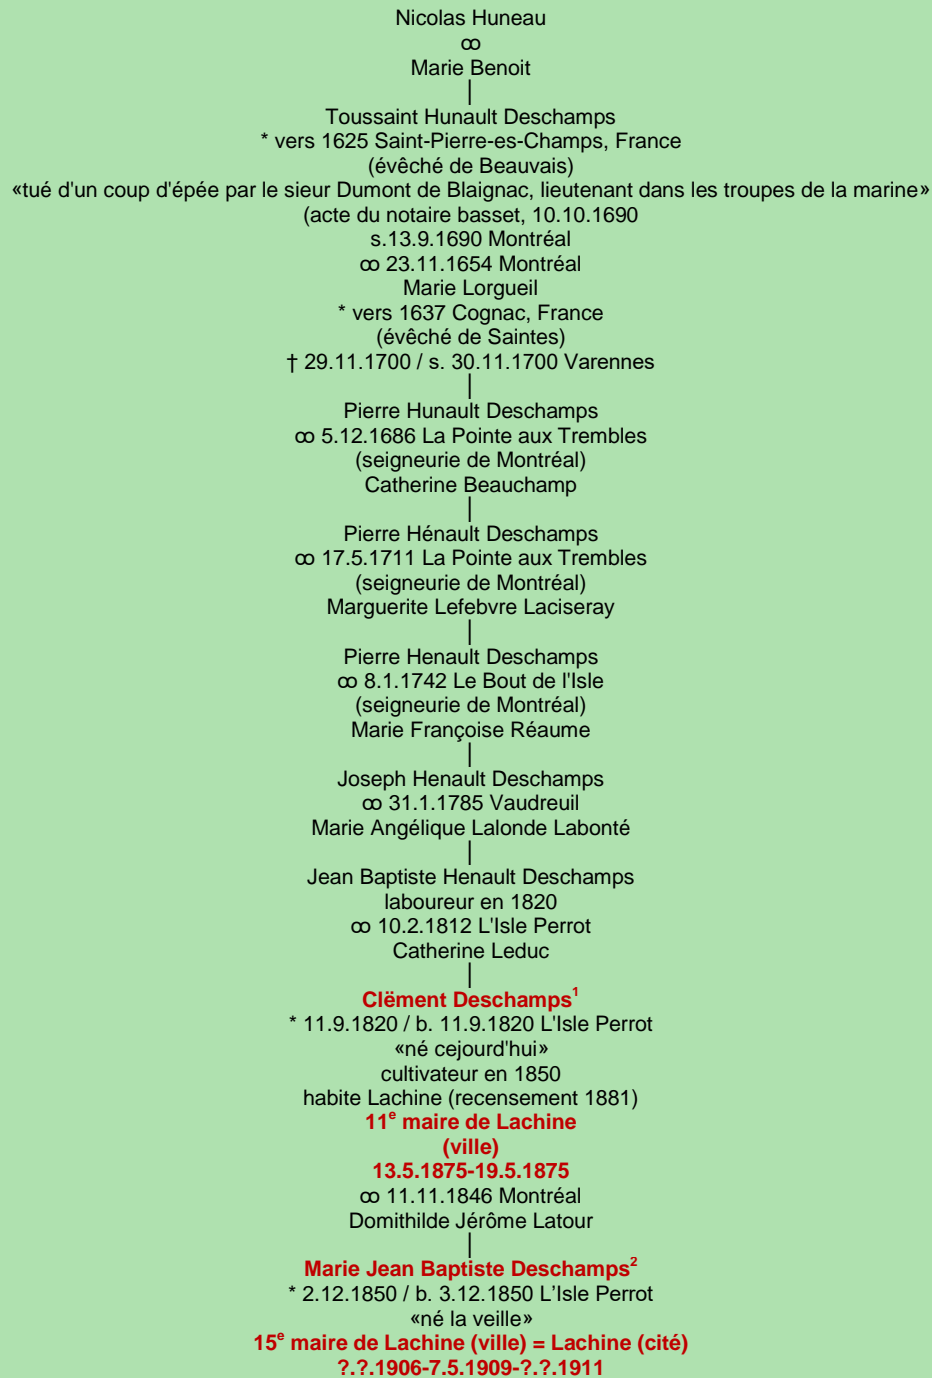 Nicolas Huneau
ꝏ
Marie Benoit
|
Toussaint Hunault Deschamps
* vers 1625 Saint-Pierre-es-Champs, France
(évêché de Beauvais)
«tué d'un coup d'épée par le sieur Dumont de Blaignac, lieutenant dans les troupes de la marine»
(acte du notaire basset, 10.10.1690
s.13.9.1690 Montréal
ꝏ 23.11.1654 Montréal
Marie Lorgueil
* vers 1637 Cognac, France
(évêché de Saintes)
† 29.11.1700 / s. 30.11.1700 Varennes
|
Pierre Hunault Deschamps
ꝏ 5.12.1686 La Pointe aux Trembles
(seigneurie de Montréal)
Catherine Beauchamp
|
Pierre Hénault Deschamps
ꝏ 17.5.1711 La Pointe aux Trembles
(seigneurie de Montréal)
Marguerite Lefebvre Laciseray
|
Pierre Henault Deschamps
ꝏ 8.1.1742 Le Bout de l'Isle
(seigneurie de Montréal)
Marie Françoise Réaume
|
Joseph Henault Deschamps
ꝏ 31.1.1785 Vaudreuil
Marie Angélique Lalonde Labonté
|
Jean Baptiste Henault Deschamps
laboureur en 1820
ꝏ 10.2.1812 L'Isle Perrot
Catherine Leduc
|
Clëment Deschamps¹
* 11.9.1820 / b. 11.9.1820 L'Isle Perrot
«né cejourd'hui»
cultivateur en 1850
habite Lachine (recensement 1881)
11ᵉ maire de Lachine
(ville)
13.5.1875-19.5.1875
ꝏ 11.11.1846 Montréal
Domithilde Jérôme Latour
|
Marie Jean Baptiste Deschamps²
* 2.12.1850 / b. 3.12.1850 L’Isle Perrot
«né la veille»
15ᵉ maire de Lachine (ville) = Lachine (cité)
?.?.1906-7.5.1909-?.?.1911